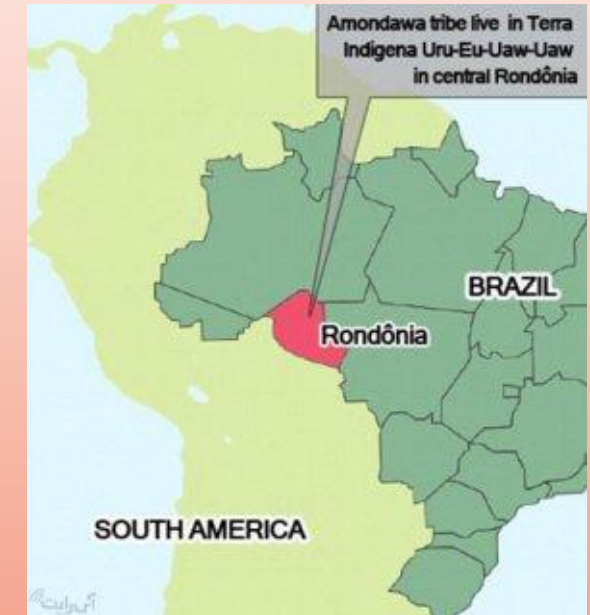 Amondawa tribe live in Terra
Indigena Uru-Eu-Uaw-Uaw
in central Rondônia
BRAZIL
Rondônia
SOUTH AMERICA